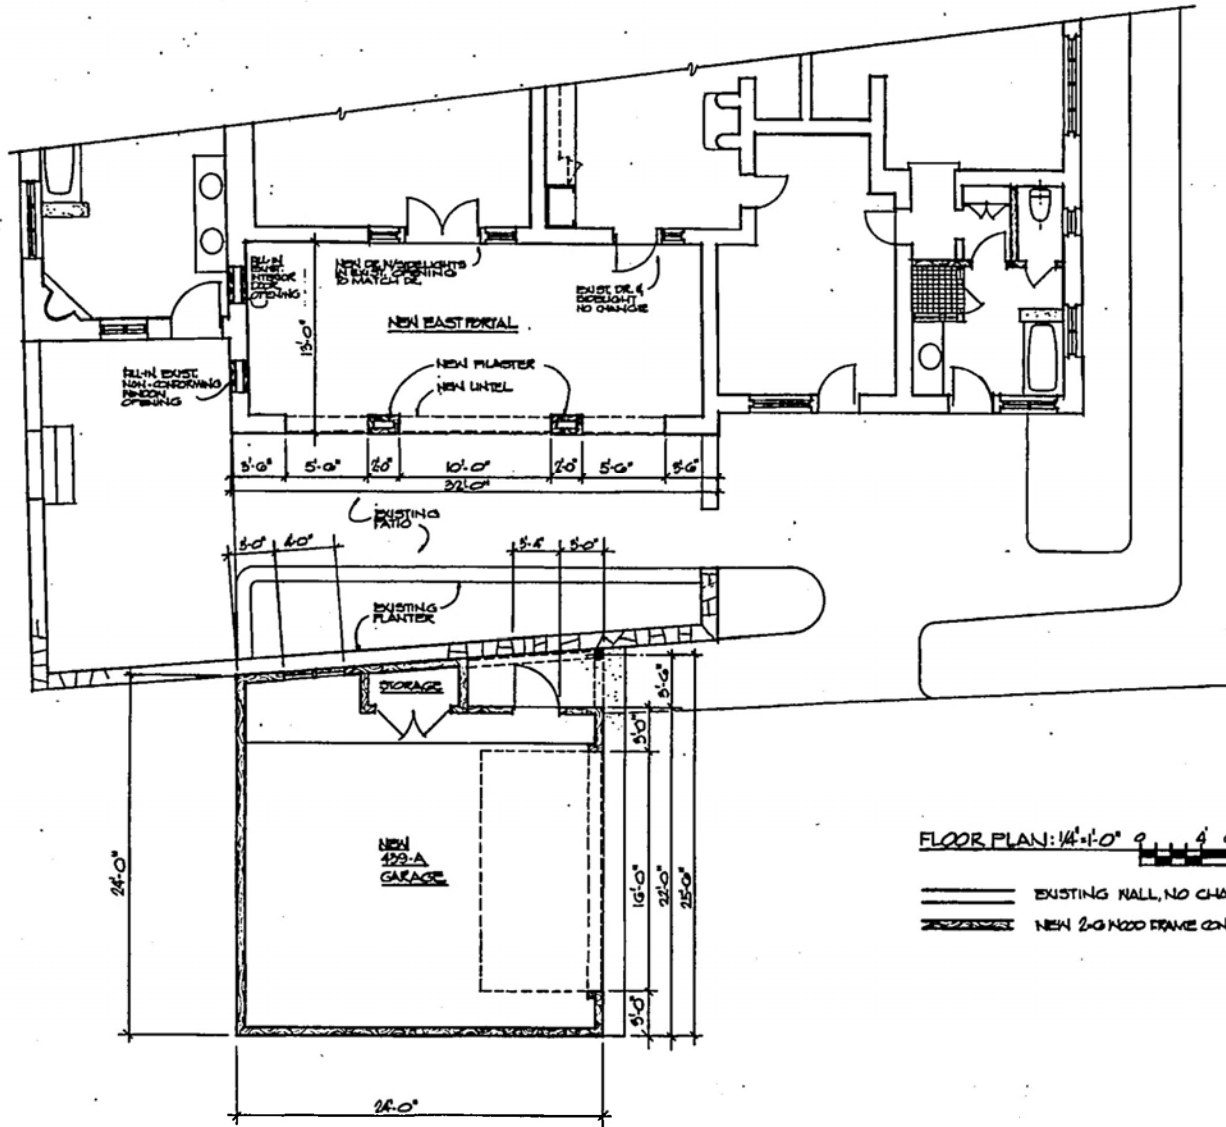 FILL-IN
EXIST.
INTERIOR
DOOR
OPENING
NEW DR. W/SIDELIGHTS
IN EXIST. OPENING
TO MATCH DR.
EXIST. DR. &
SIDELIGHT
NO CHANGE
NEW EAST PORTAL
13'-0"
FILL-IN EXIST.
NON-CONFORMING
WINDOW
OPENING
NEW PILASTER
NEW LINTEL
3'-6" 5'-6" 2'-0" 10'-0" 2'-0" 5'-6" 3'-6"
32'-0"
EXISTING
PATIO
3'-0" 4'-0" 3'-4" 3'-0"
EXISTING
PLANTER
STORAGE
3'-6"
3'-0"
NEW
439-A
GARAGE
24'-0"
16'-0" 22'-0" 25'-6"
3'-0"
24'-0"
FLOOR PLAN: 1/4"=1'-0" 0 4'
EXISTING WALL, NO CHA
NEW 2×6 WOOD FRAME CON